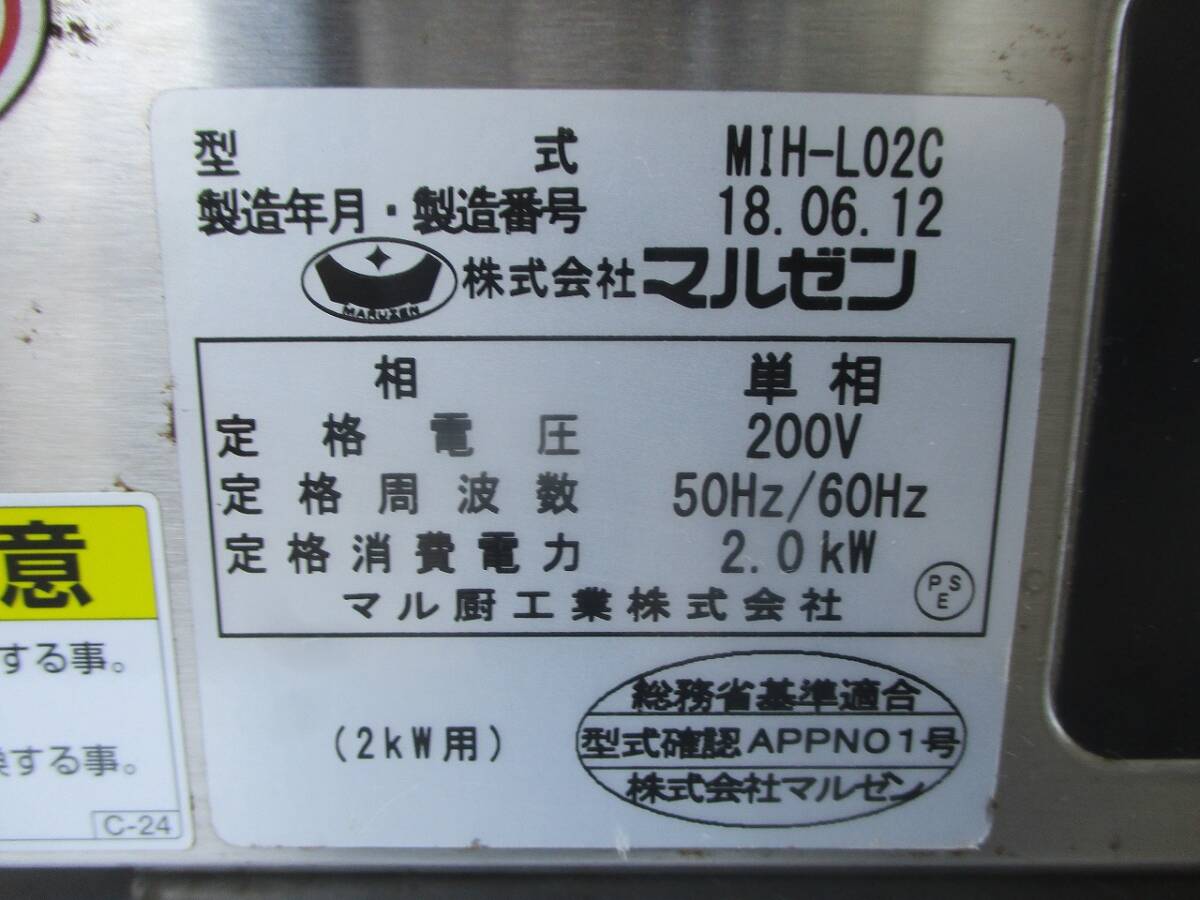 型式 MIH-L02C
製造年月・製造番号 18.06.12
MARUZEN 株式会社マルゼン
相 単相
定格電圧 200V
定格周波数 50Hz/60Hz
定格消費電力 2.0kW
マル厨工業株式会社 PSE
(2kW用)
総務省基準適合
型式確認APPNO1号
株式会社マルゼン
意
する事。
する事。
C-24